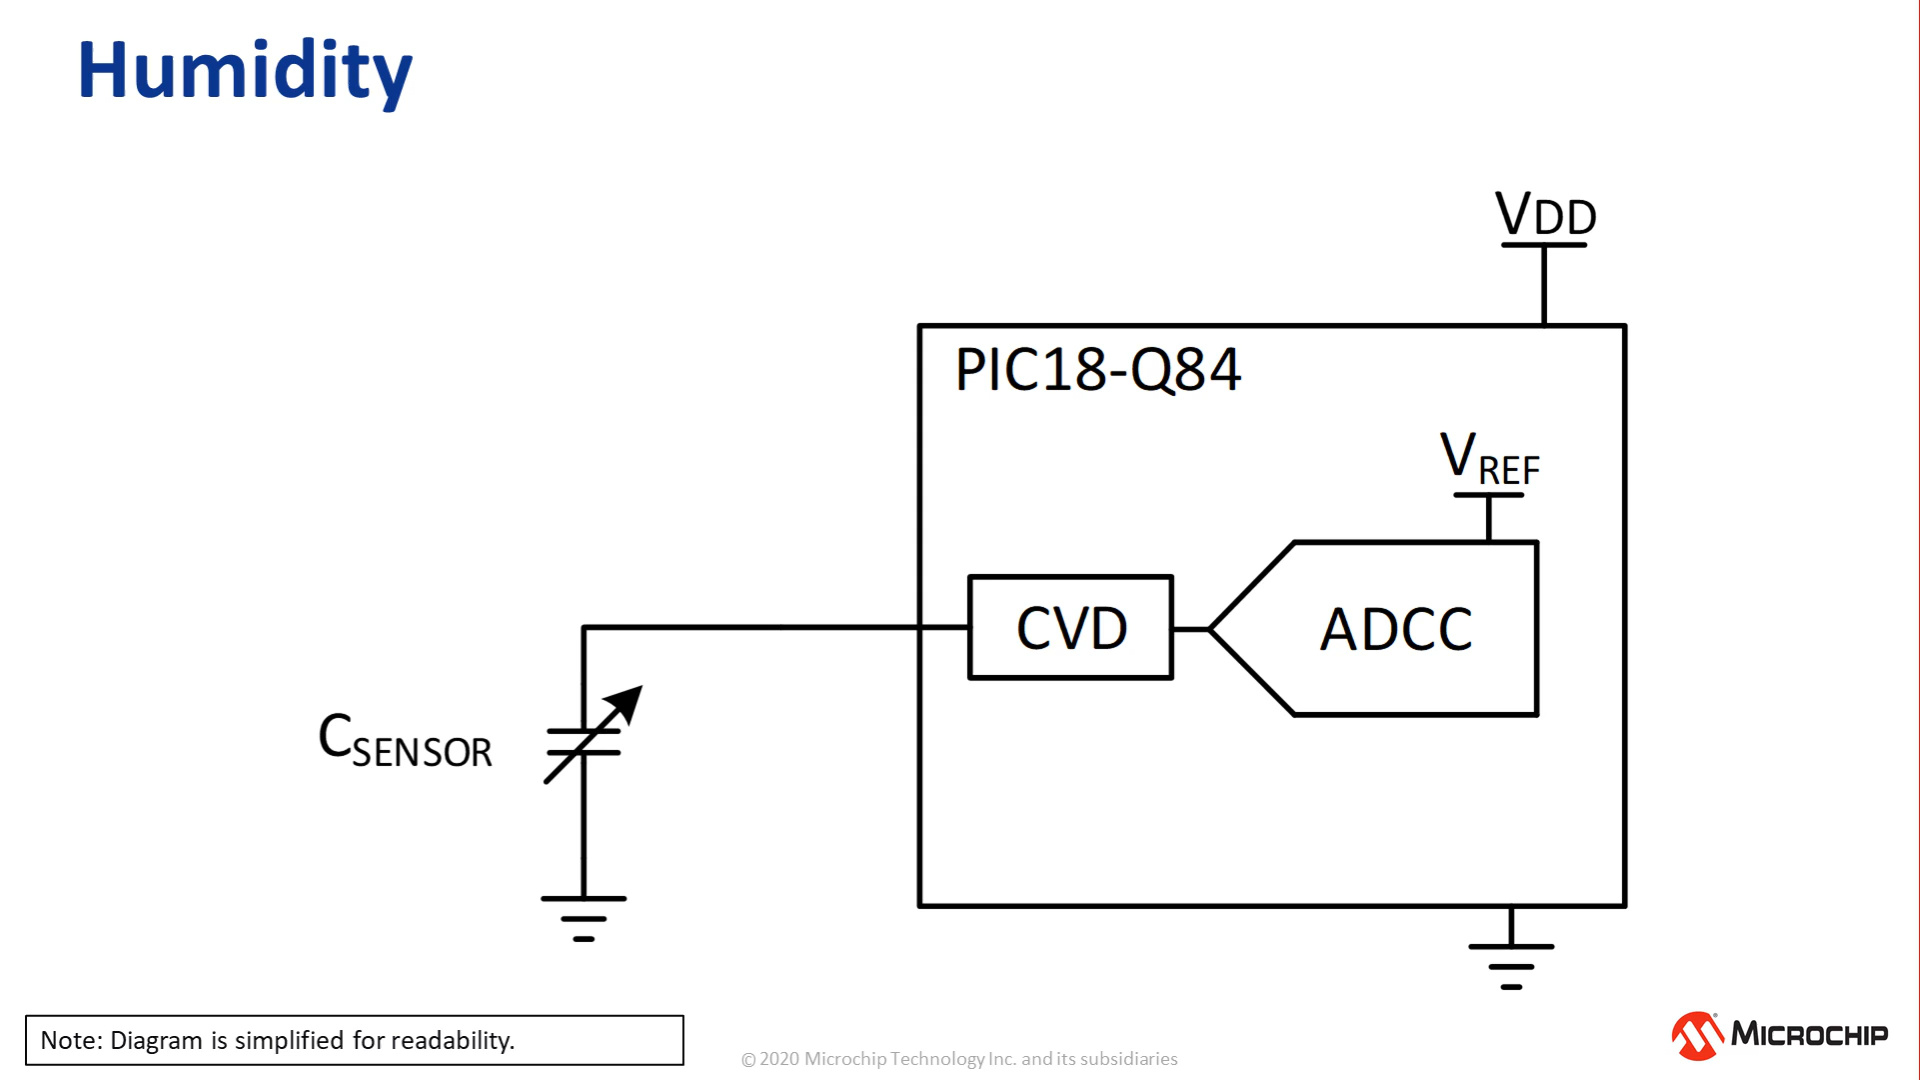 Humidity
VDD
PIC18-Q84
VREF
CVD
ADCC
CSENSOR
Note: Diagram is simplified for readability.
© 2020 Microchip Technology Inc. and its subsidiaries
MICROCHIP